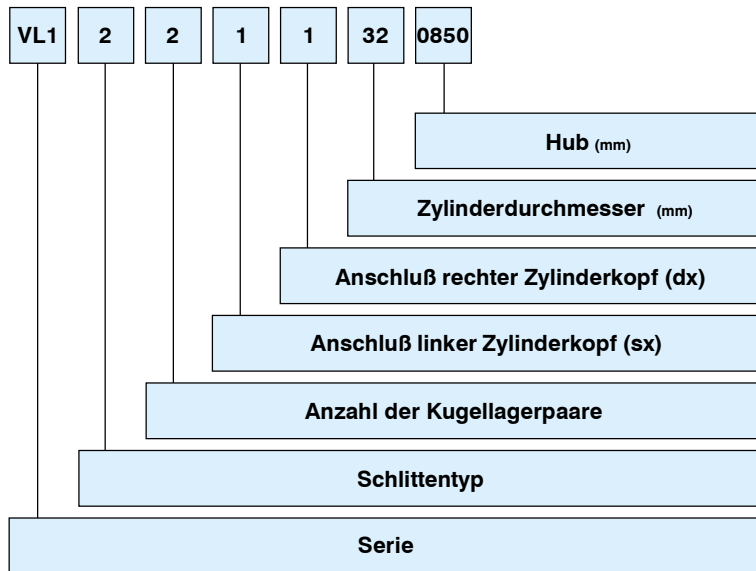 VL1 2 2 1 1 32 0850
Hub (mm)
Zylinderdurchmesser (mm)
Anschluß rechter Zylinderkopf (dx)
Anschluß linker Zylinderkopf (sx)
Anzahl der Kugellagerpaare
Schlittentyp
Serie